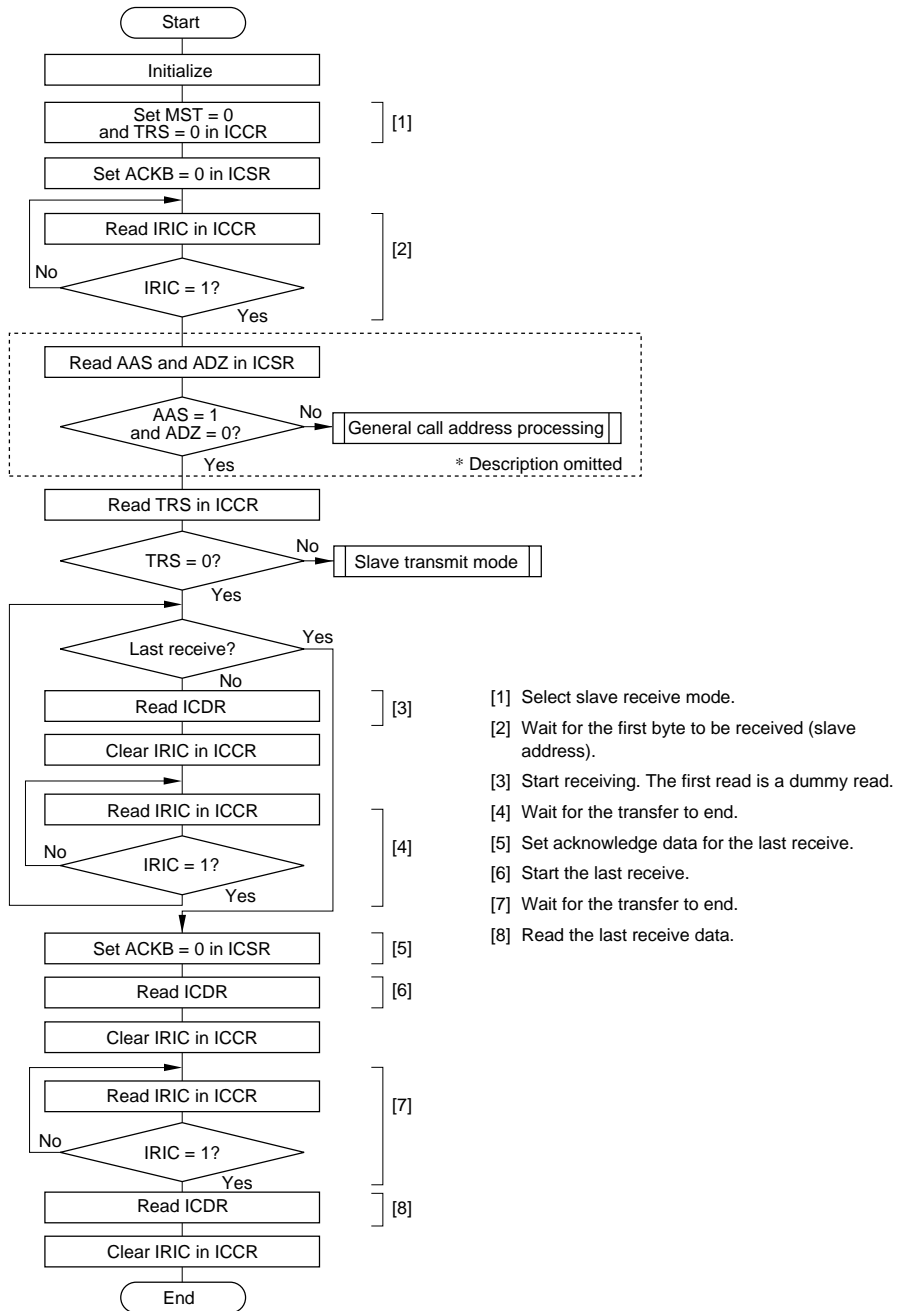 Start
Initialize
Set MST = 0
and TRS = 0 in ICCR
[1]
Set ACKB = 0 in ICSR
Read IRIC in ICCR
[2]
No
IRIC = 1?
Yes
Read AAS and ADZ in ICSR
AAS = 1
and ADZ = 0?
No
General call address processing
Yes
* Description omitted
Read TRS in ICCR
TRS = 0?
No
Slave transmit mode
Yes
Last receive?
Yes
No
Read ICDR
[3]
Clear IRIC in ICCR
Read IRIC in ICCR
[4]
No
IRIC = 1?
Yes
Set ACKB = 0 in ICSR
[5]
Read ICDR
[6]
Clear IRIC in ICCR
Read IRIC in ICCR
[7]
No
IRIC = 1?
Yes
Read ICDR
[8]
Clear IRIC in ICCR
End
[1] Select slave receive mode.
[2] Wait for the first byte to be received (slave
address).
[3] Start receiving. The first read is a dummy read.
[4] Wait for the transfer to end.
[5] Set acknowledge data for the last receive.
[6] Start the last receive.
[7] Wait for the transfer to end.
[8] Read the last receive data.